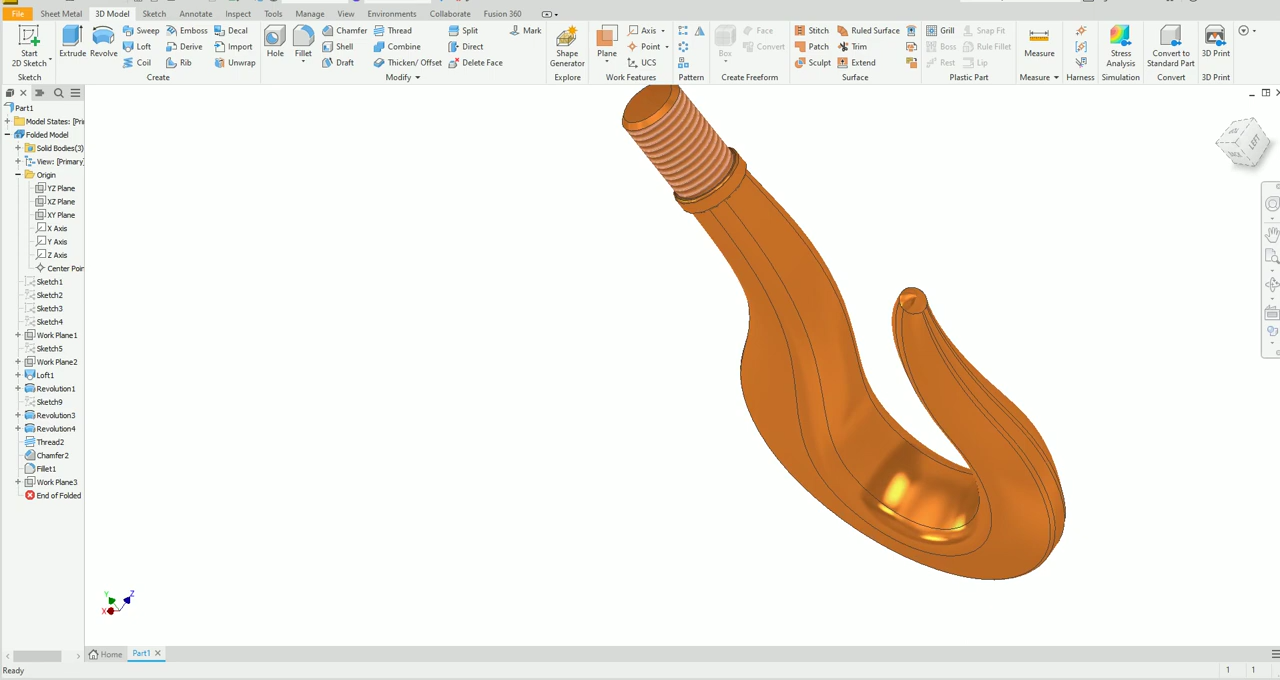 File Sheet Metal 3D Model Sketch Annotate Inspect Tools Manage View Environments Collaborate Fusion 360
Start 2D Sketch Extrude Revolve Sweep Emboss Decal Hole Fillet Chamfer Thread Split Mark Shape Generator Plane Axis Box Face Stitch Ruled Surface Grill Snap Fit Measure Stress Analysis Convert to Standard Part 3D Print
Loft Derive Import Shell Combine Direct Point Convert Patch Trim Boss Rule Fillet
Coil Rib Unwrap Draft Thicken/ Offset Delete Face UCS Sculpt Extend Rest Lip
Sketch Create Modify Explore Work Features Pattern Create Freeform Surface Plastic Part Measure Harness Simulation Convert 3D Print
Part1
Model States: [Pri
Folded Model
Solid Bodies(3)
View: [Primary
Origin
YZ Plane
XZ Plane
XY Plane
X Axis
Y Axis
Z Axis
Center Poin
Sketch1
Sketch2
Sketch3
Sketch4
Work Plane1
Sketch5
Work Plane2
Loft1
Revolution1
Sketch9
Revolution3
Revolution4
Thread2
Chamfer2
Fillet1
Work Plane3
End of Folded
LEFT
Y Z
X
Home Part1
Ready 1 1